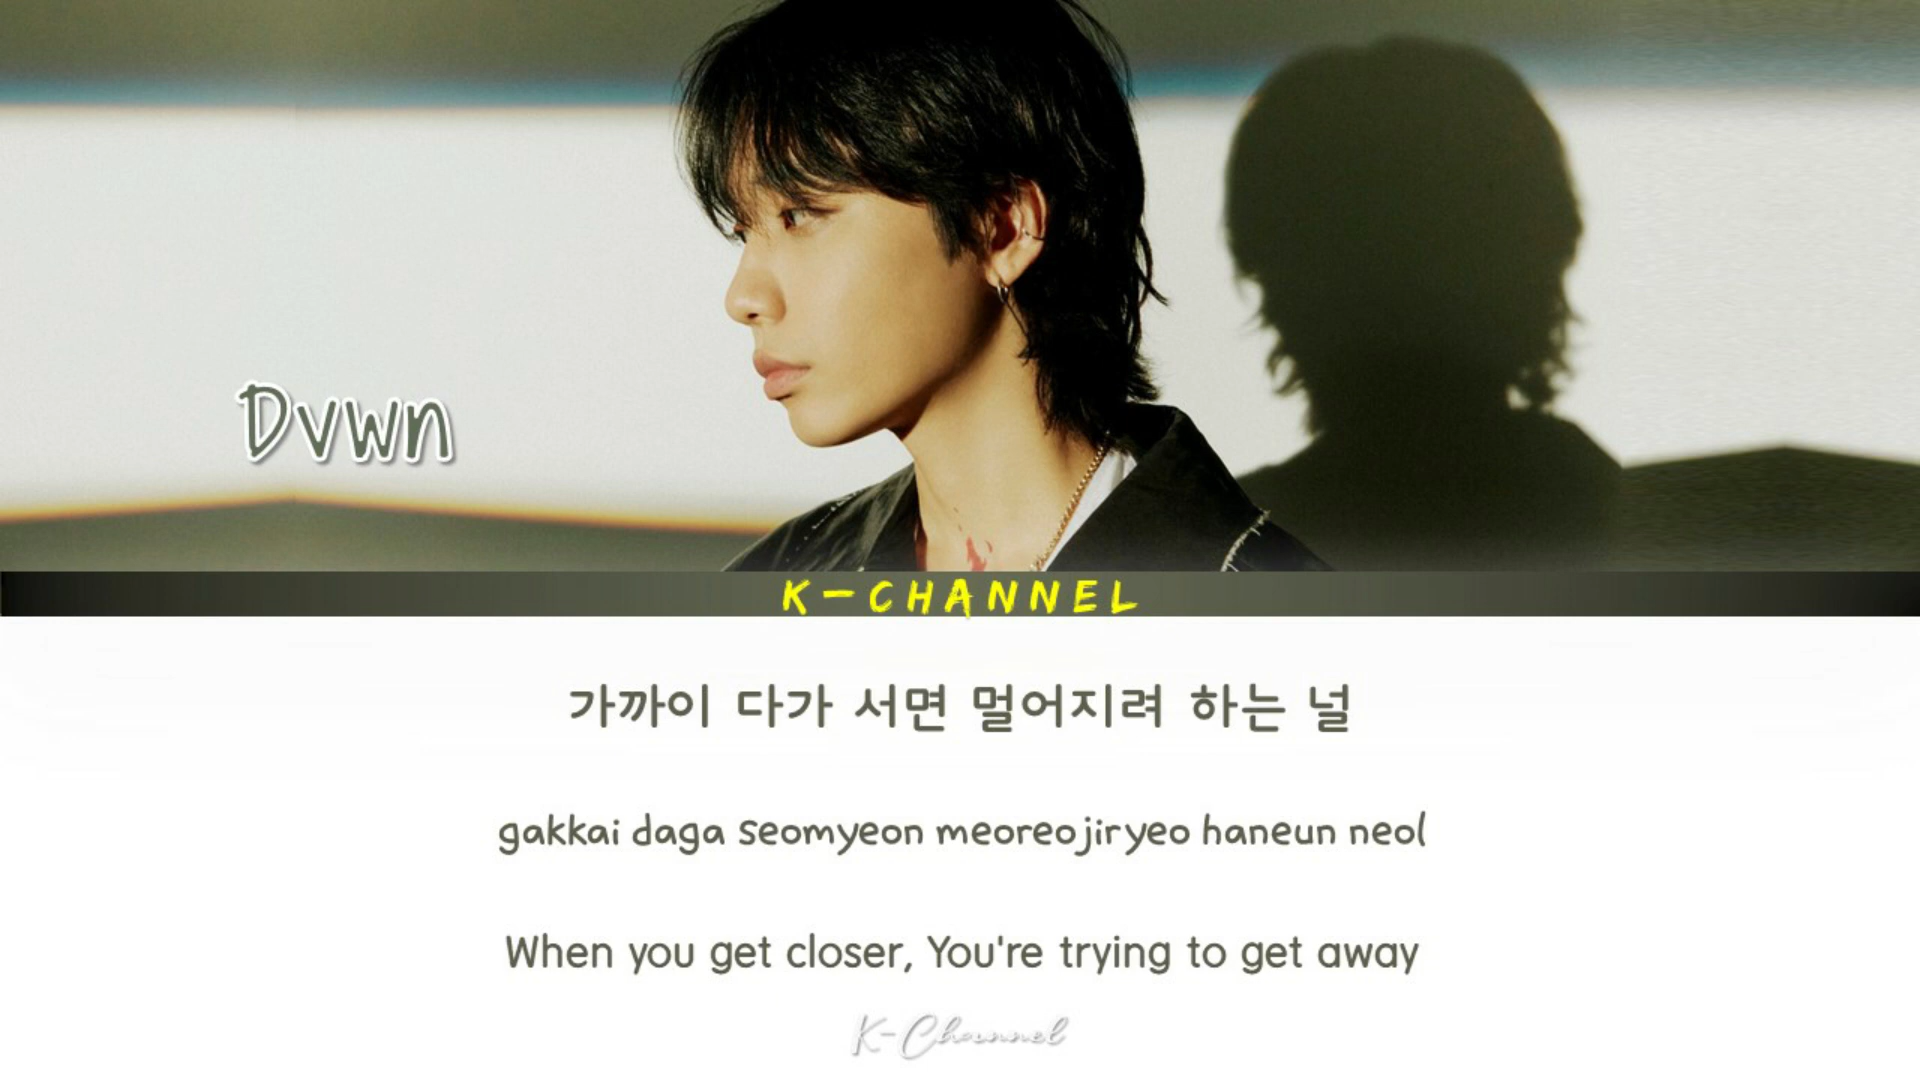 Dvwn
K-CHANNEL
가까이 다가 서면 멀어지려 하는 널
gakkai daga seomyeon meoreojiryeo haneun neol
When you get closer, You're trying to get away
K-Channel